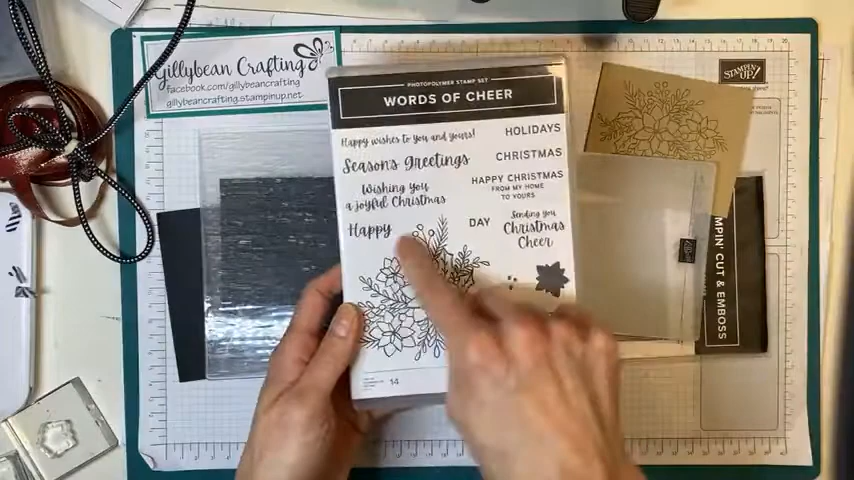 Gillybean Crafting
facebook.com/gillybeancrafting
gillybeancrafting.stampinup.net
PHOTOPOLYMER STAMP SET
WORDS OF CHEER
Happy wishes to you and yours!
HOLIDAYS
Season's Greetings
CHRISTMAS
Wishing you
a joyful Christmas
HAPPY CHRISTMAS
FROM MY HOME
TO YOURS
Happy
DAY
Sending you
Christmas
Cheer
14
STAMPIN' UP!
MPIN' CUT & EMBOSS